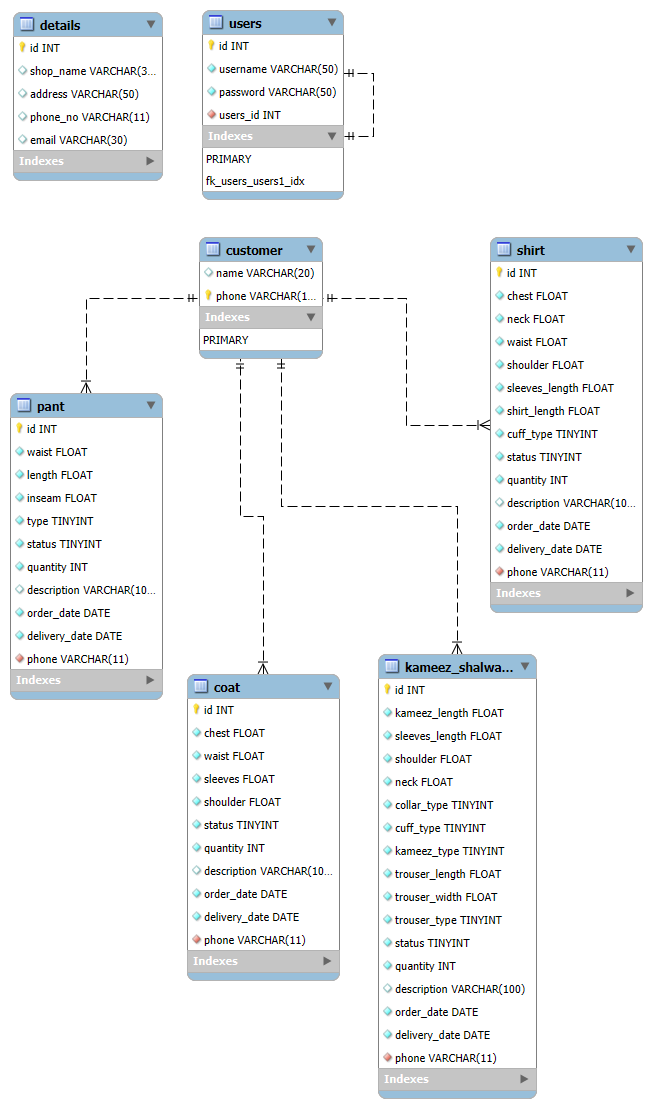 details
id INT
shop_name VARCHAR(3...
address VARCHAR(50)
phone_no VARCHAR(11)
email VARCHAR(30)
Indexes
users
id INT
username VARCHAR(50)
password VARCHAR(50)
users_id INT
Indexes
PRIMARY
fk_users_users1_idx
customer
name VARCHAR(20)
phone VARCHAR(1...
Indexes
PRIMARY
shirt
id INT
chest FLOAT
neck FLOAT
waist FLOAT
shoulder FLOAT
sleeves_length FLOAT
shirt_length FLOAT
cuff_type TINYINT
status TINYINT
quantity INT
description VARCHAR(10...
order_date DATE
delivery_date DATE
phone VARCHAR(11)
Indexes
pant
id INT
waist FLOAT
length FLOAT
inseam FLOAT
type TINYINT
status TINYINT
quantity INT
description VARCHAR(10...
order_date DATE
delivery_date DATE
phone VARCHAR(11)
Indexes
coat
id INT
chest FLOAT
waist FLOAT
sleeves FLOAT
shoulder FLOAT
status TINYINT
quantity INT
description VARCHAR(10...
order_date DATE
delivery_date DATE
phone VARCHAR(11)
Indexes
kameez_shalwa...
id INT
kameez_length FLOAT
sleeves_length FLOAT
shoulder FLOAT
neck FLOAT
collar_type TINYINT
cuff_type TINYINT
kameez_type TINYINT
trouser_length FLOAT
trouser_width FLOAT
trouser_type TINYINT
status TINYINT
quantity INT
description VARCHAR(100)
order_date DATE
delivery_date DATE
phone VARCHAR(11)
Indexes